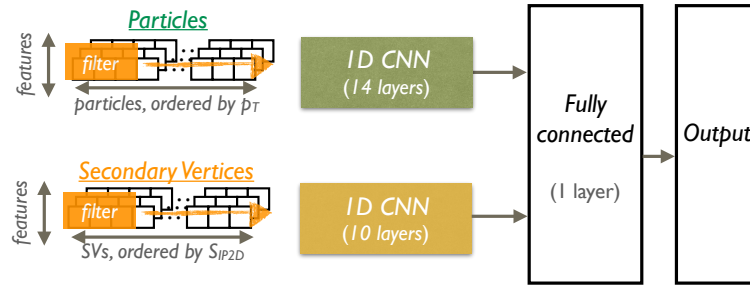 Particles
features
filter
particles, ordered by pT
1D CNN
(14 layers)
Secondary Vertices
features
filter
SVs, ordered by SIP2D
1D CNN
(10 layers)
Fully
connected
(1 layer)
Output